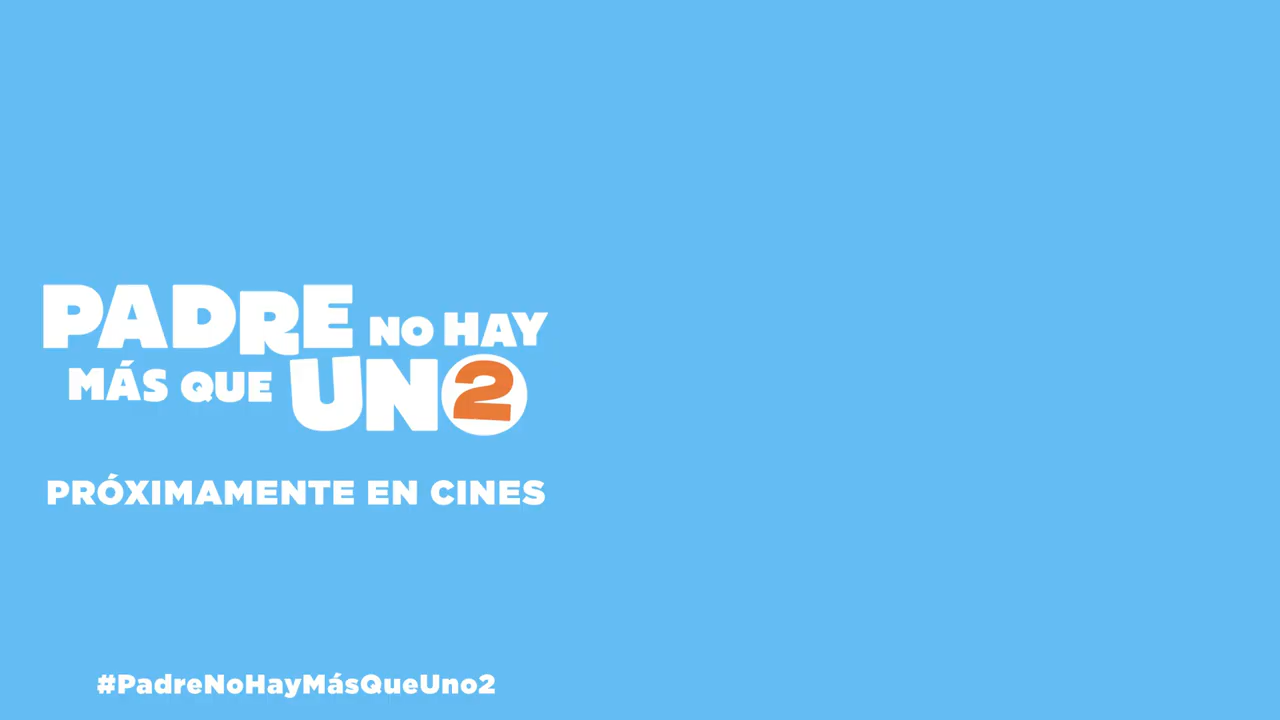 PADRE NO HAY
MÁS QUE UNO2
PRÓXIMAMENTE EN CINES
#PadreNoHayMásQueUno2